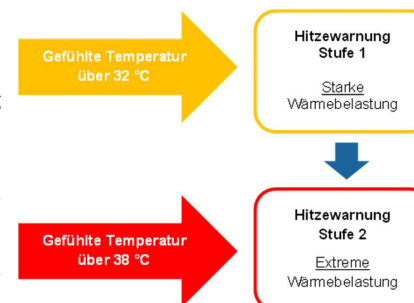 Gefühlte Temperatur
über 32 °C
Hitzewarnung
Stufe 1
Starke
Wärmebelastung
Gefühlte Temperatur
über 38 °C
Hitzewarnung
Stufe 2
Extreme
Wärmebelastung